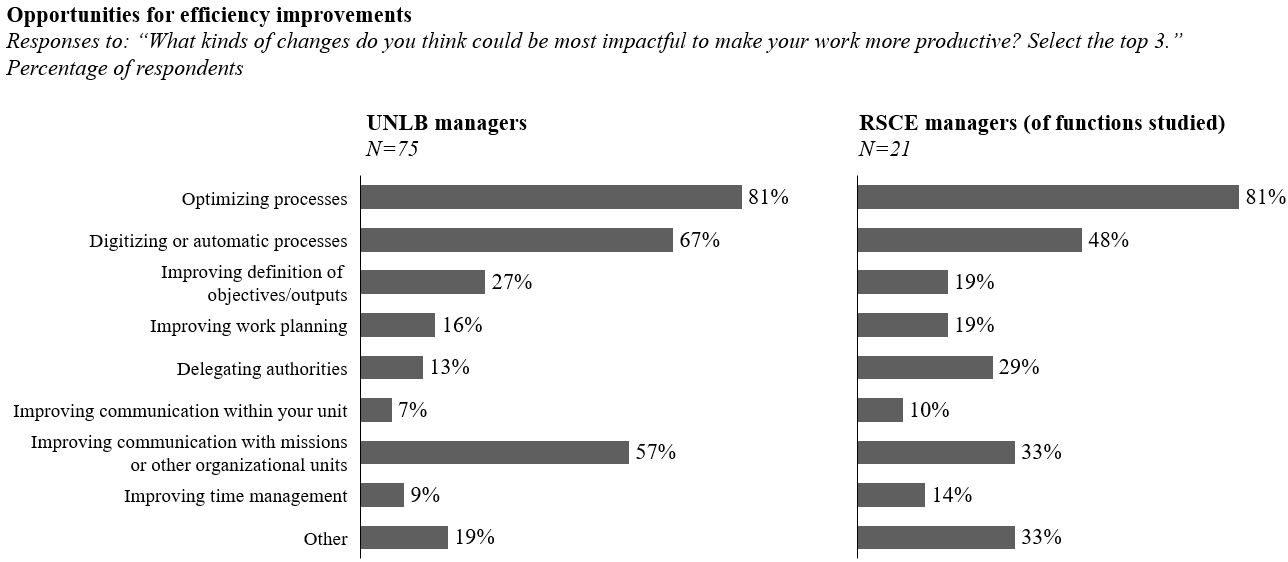 Opportunities for efficiency improvements
Responses to: “What kinds of changes do you think could be most impactful to make your work more productive? Select the top 3.”
Percentage of respondents
UNLB managers
N=75
RSCE managers (of functions studied)
N=21
Optimizing processes 81% 81%
Digitizing or automatic processes 67% 48%
Improving definition of
objectives/outputs 27% 19%
Improving work planning 16% 19%
Delegating authorities 13% 29%
Improving communication within your unit 7% 10%
Improving communication with missions
or other organizational units 57% 33%
Improving time management 9% 14%
Other 19% 33%